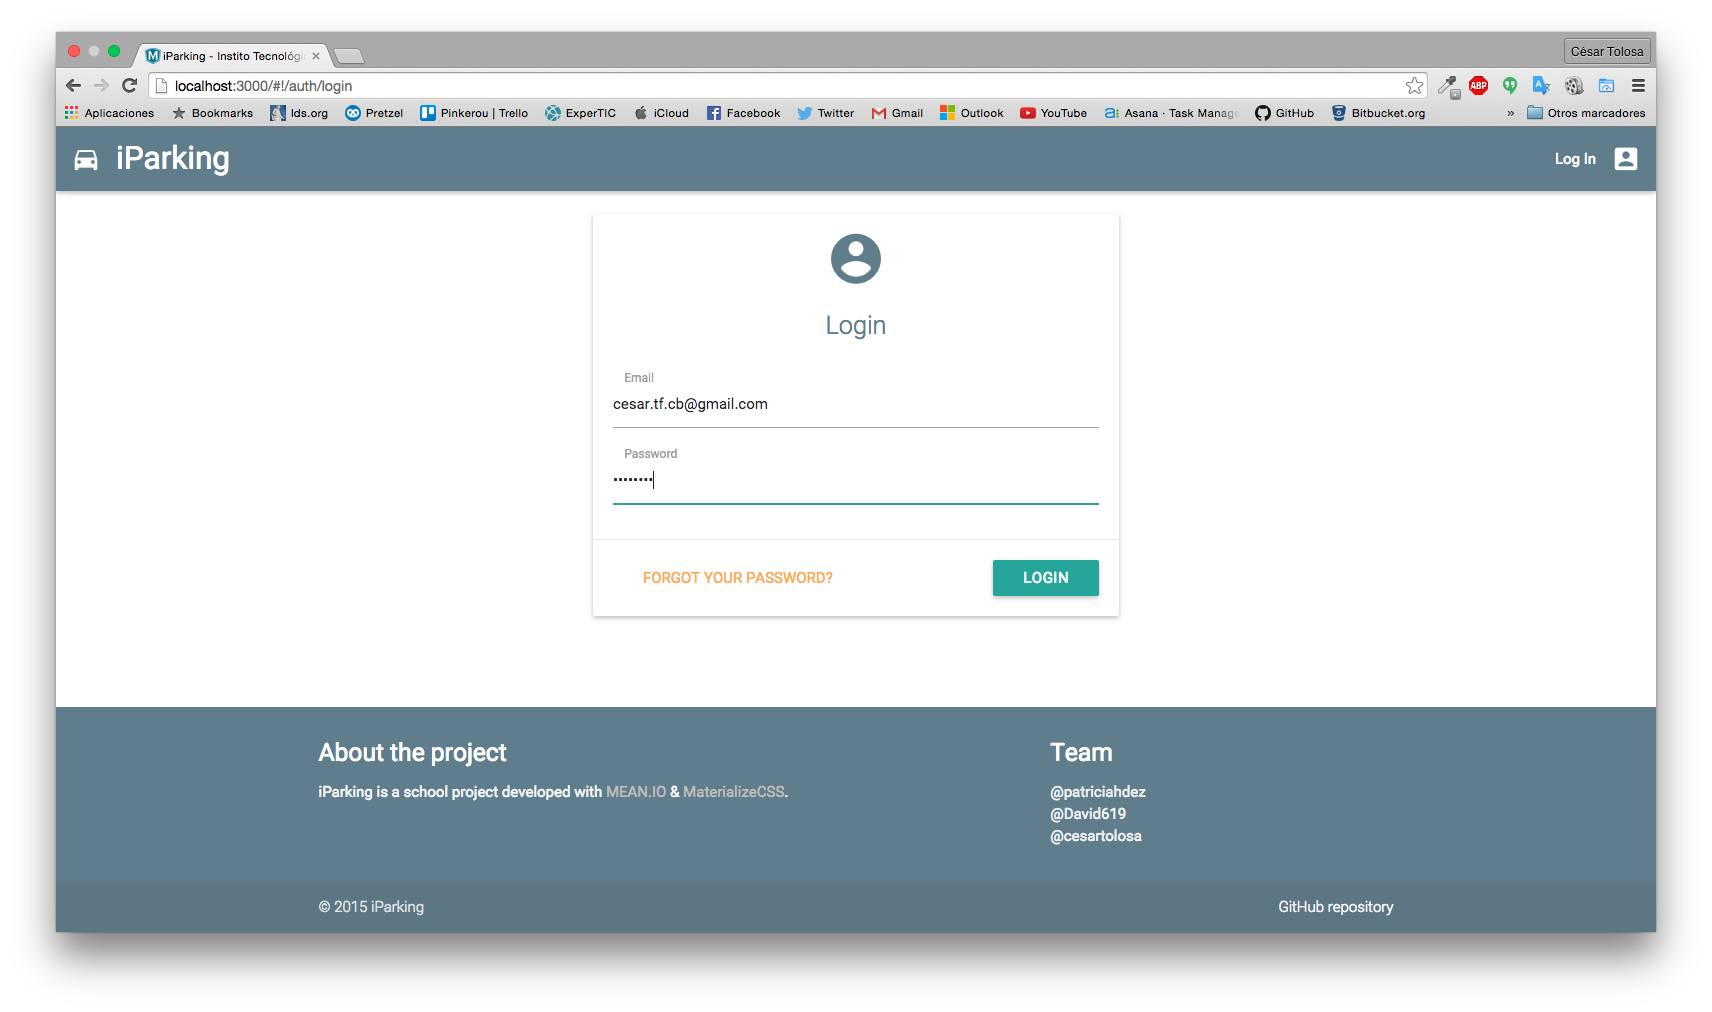 iParking - Instito Tecnológic
César Tolosa
localhost:3000/#!/auth/login
ABP
Aplicaciones Bookmarks lds.org Pretzel Pinkerou | Trello ExperTIC iCloud Facebook Twitter Gmail Outlook YouTube Asana · Task Manage GitHub Bitbucket.org » Otros marcadores
iParking
Log In
Login
Email
cesar.tf.cb@gmail.com
Password
••••••••
FORGOT YOUR PASSWORD?
LOGIN
About the project
iParking is a school project developed with MEAN.IO & MaterializeCSS.
Team
@patriciahdez
@David619
@cesartolosa
© 2015 iParking
GitHub repository